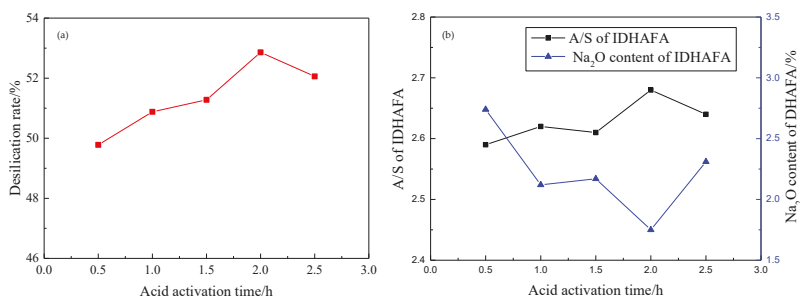 (a)
Desilication rate/%
54
52
50
48
46
0.0 0.5 1.0 1.5 2.0 2.5 3.0
Acid activation time/h
(b)
A/S of IDHAFA
Na₂O content of IDHAFA
A/S of IDHAFA
2.8
2.7
2.6
2.5
2.4
0.0 0.5 1.0 1.5 2.0 2.5 3.0
Acid activation time/h
3.5
3.0
2.5
2.0
1.5
Na₂O content of DHAFA/%